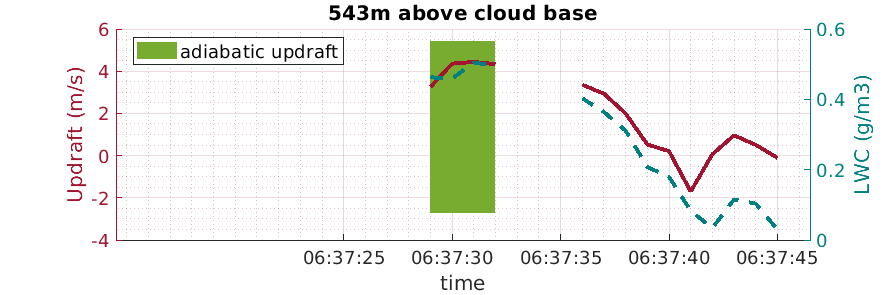 543m above cloud base
adiabatic updraft
Updraft (m/s)
6
4
2
0
-2
-4
0.6
0.4
0.2
0
LWC (g/m3)
06:37:25 06:37:30 06:37:35 06:37:40 06:37:45
time